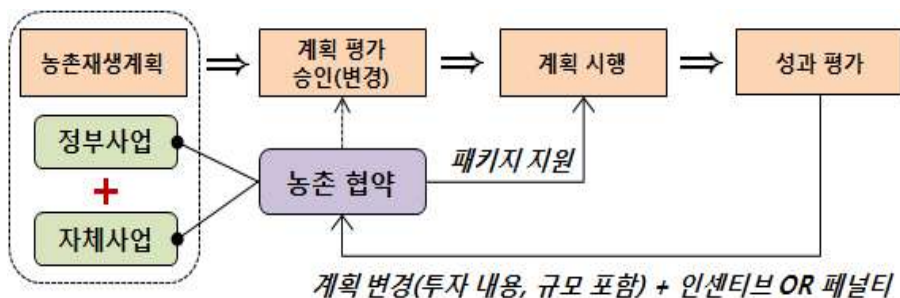 농촌재생계획
계획 평가
승인(변경)
계획 시행
성과 평가
정부사업
+
자체사업
농촌 협약
패키지 지원
계획 변경(투자 내용, 규모 포함) + 인센티브 OR 페널티